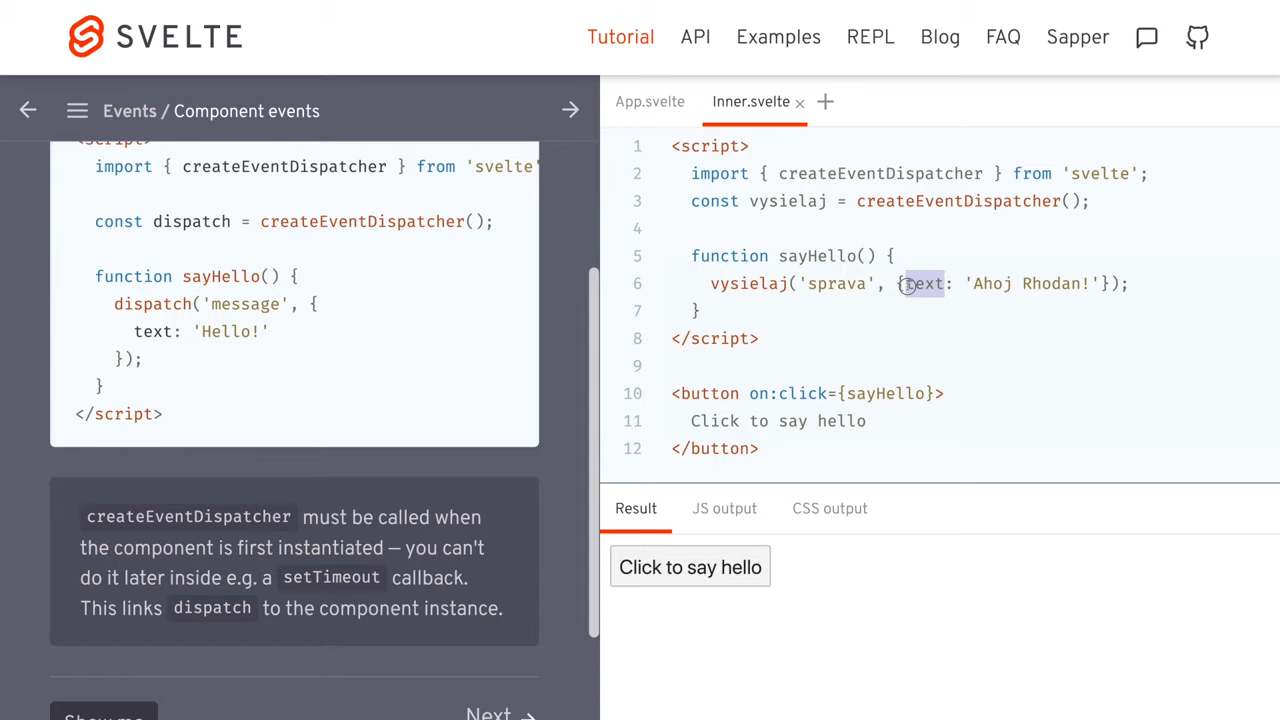 SVELTE
Tutorial API Examples REPL Blog FAQ Sapper
Events / Component events
<script>
import { createEventDispatcher } from 'svelte'
const dispatch = createEventDispatcher();
function sayHello() {
dispatch('message', {
text: 'Hello!'
});
}
</script>
createEventDispatcher must be called when
the component is first instantiated — you can't
do it later inside e.g. a setTimeout callback.
This links dispatch to the component instance.
Show me
Next →
App.svelte Inner.svelte × +
1 <script>
2 import { createEventDispatcher } from 'svelte';
3 const vysielaj = createEventDispatcher();
4
5 function sayHello() {
6 vysielaj('sprava', {text: 'Ahoj Rhodan!'});
7 }
8 </script>
9
10 <button on:click={sayHello}>
11 Click to say hello
12 </button>
Result JS output CSS output
Click to say hello